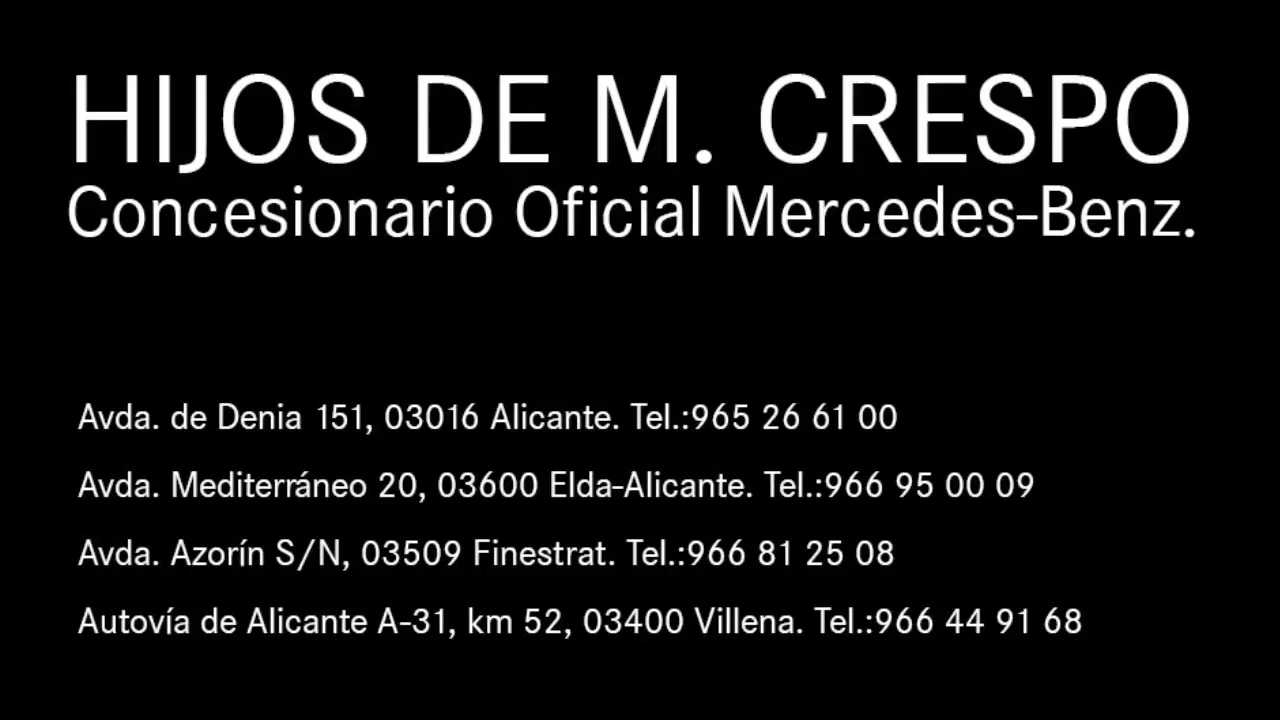 HIJOS DE M. CRESPO
Concesionario Oficial Mercedes-Benz.
Avda. de Denia 151, 03016 Alicante. Tel.:965 26 61 00
Avda. Mediterráneo 20, 03600 Elda-Alicante. Tel.:966 95 00 09
Avda. Azorín S/N, 03509 Finestrat. Tel.:966 81 25 08
Autovía de Alicante A-31, km 52, 03400 Villena. Tel.:966 44 91 68